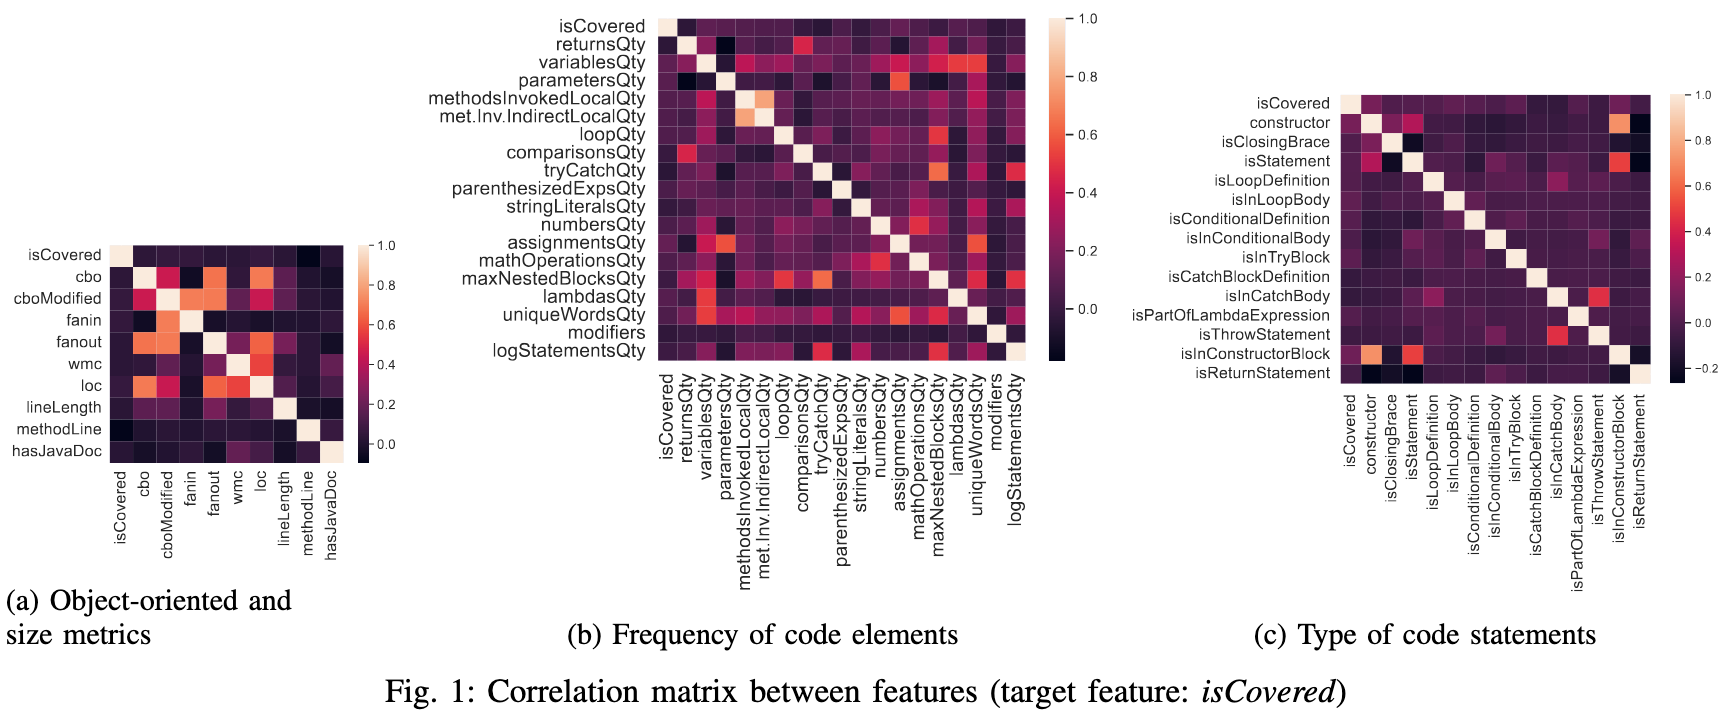 isCovered
cbo
cboModified
fanin
fanout
wmc
loc
lineLength
methodLine
hasJavaDoc
isCovered
cbo
cboModified
fanin
fanout
wmc
loc
lineLength
methodLine
hasJavaDoc
1.0
0.8
0.6
0.4
0.2
0.0
(a) Object-oriented and
size metrics
isCovered
returnsQty
variablesQty
parametersQty
methodsInvokedLocalQty
met.Inv.IndirectLocalQty
loopQty
comparisonsQty
tryCatchQty
parenthesizedExpsQty
stringLiteralsQty
numbersQty
assignmentsQty
mathOperationsQty
maxNestedBlocksQty
lambdasQty
uniqueWordsQty
modifiers
logStatementsQty
isCovered
returnsQty
variablesQty
parametersQty
methodsInvokedLocalQty
met.Inv.IndirectLocalQty
loopQty
comparisonsQty
tryCatchQty
parenthesizedExpsQty
stringLiteralsQty
numbersQty
assignmentsQty
mathOperationsQty
maxNestedBlocksQty
lambdasQty
uniqueWordsQty
modifiers
logStatementsQty
1.0
0.8
0.6
0.4
0.2
0.0
(b) Frequency of code elements
isCovered
constructor
isClosingBrace
isStatement
isLoopDefinition
isInLoopBody
isConditionalDefinition
isInConditionalBody
isInTryBlock
isCatchBlockDefinition
isInCatchBody
isPartOfLambdaExpression
isThrowStatement
isInConstructorBlock
isReturnStatement
isCovered
constructor
isClosingBrace
isStatement
isLoopDefinition
isInLoopBody
isConditionalDefinition
isInConditionalBody
isInTryBlock
isCatchBlockDefinition
isInCatchBody
isPartOfLambdaExpression
isThrowStatement
isInConstructorBlock
isReturnStatement
1.0
0.8
0.6
0.4
0.2
0.0
−0.2
(c) Type of code statements
Fig. 1: Correlation matrix between features (target feature: isCovered)